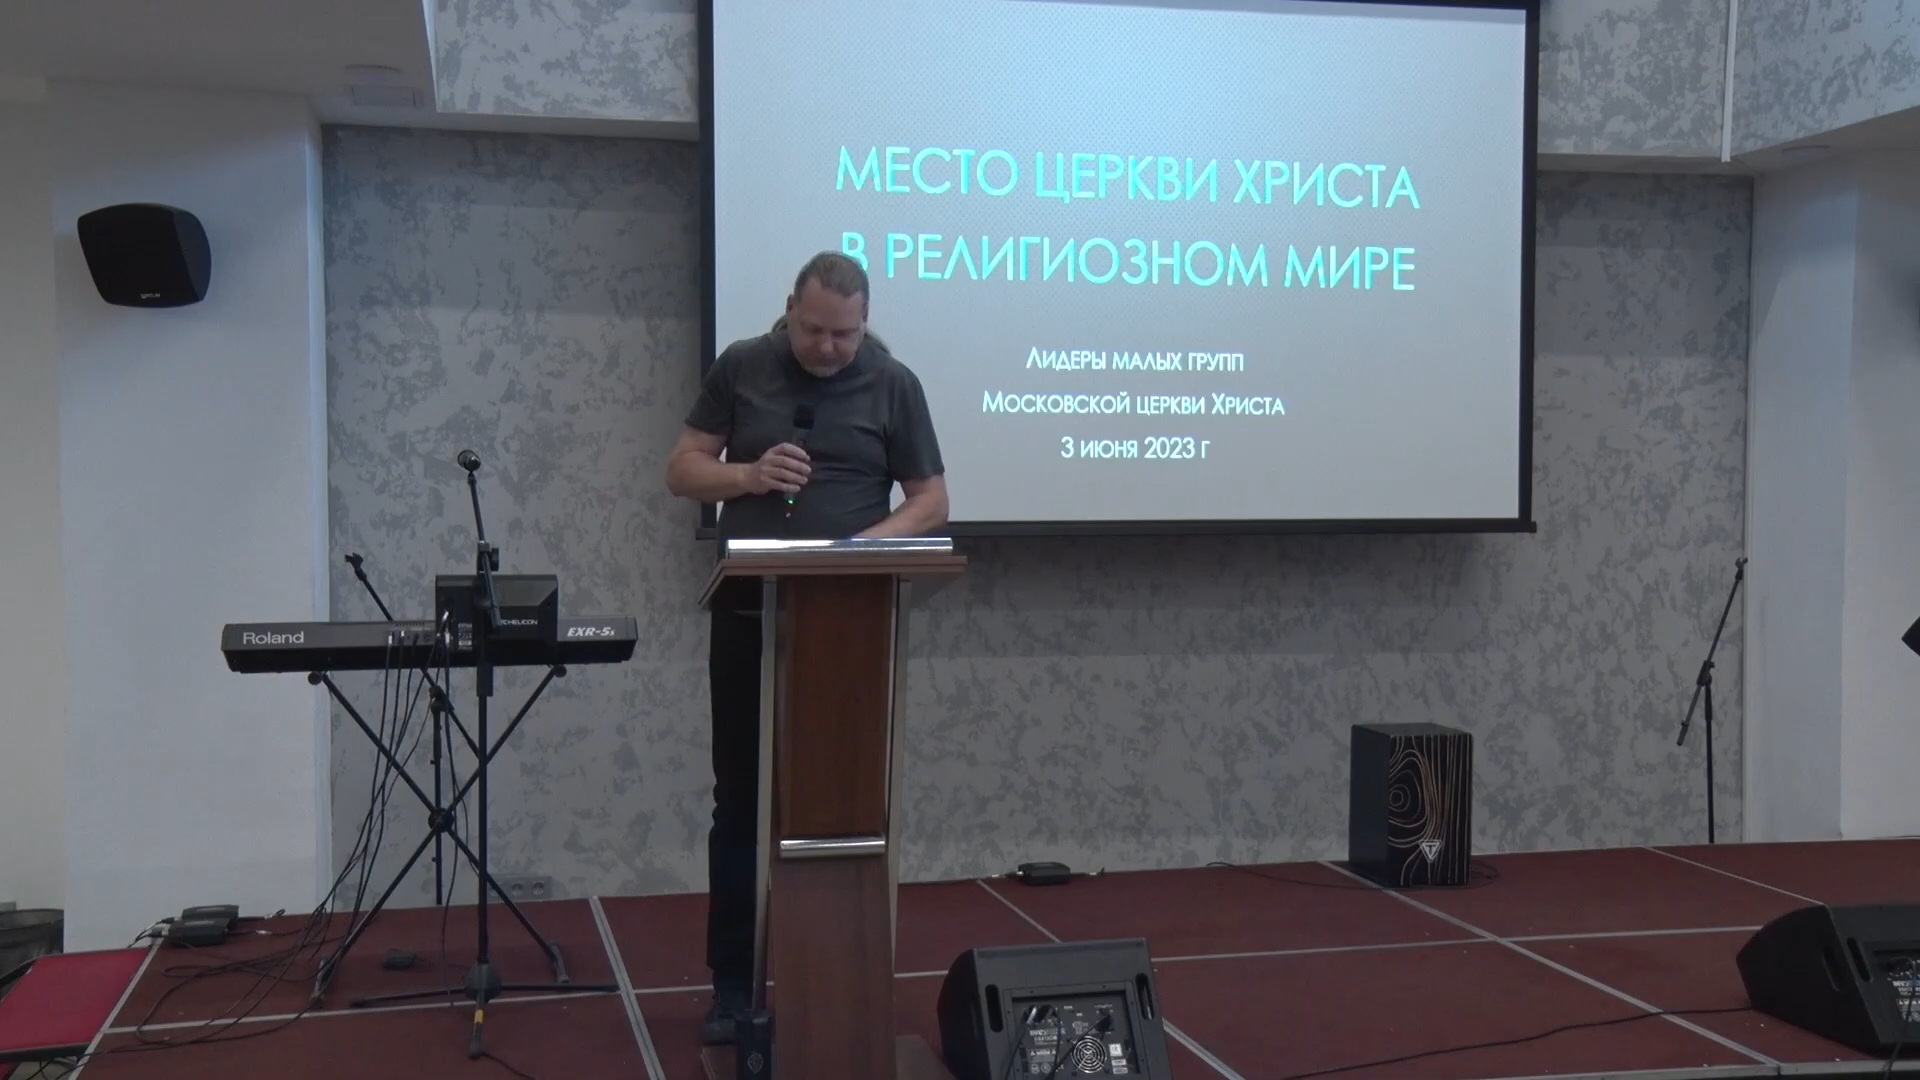 МЕСТО ЦЕРКВИ ХРИСТА
В РЕЛИГИОЗНОМ МИРЕ
Лидеры малых групп
Московской церкви Христа
3 июня 2023 г
Roland
EXR-5s